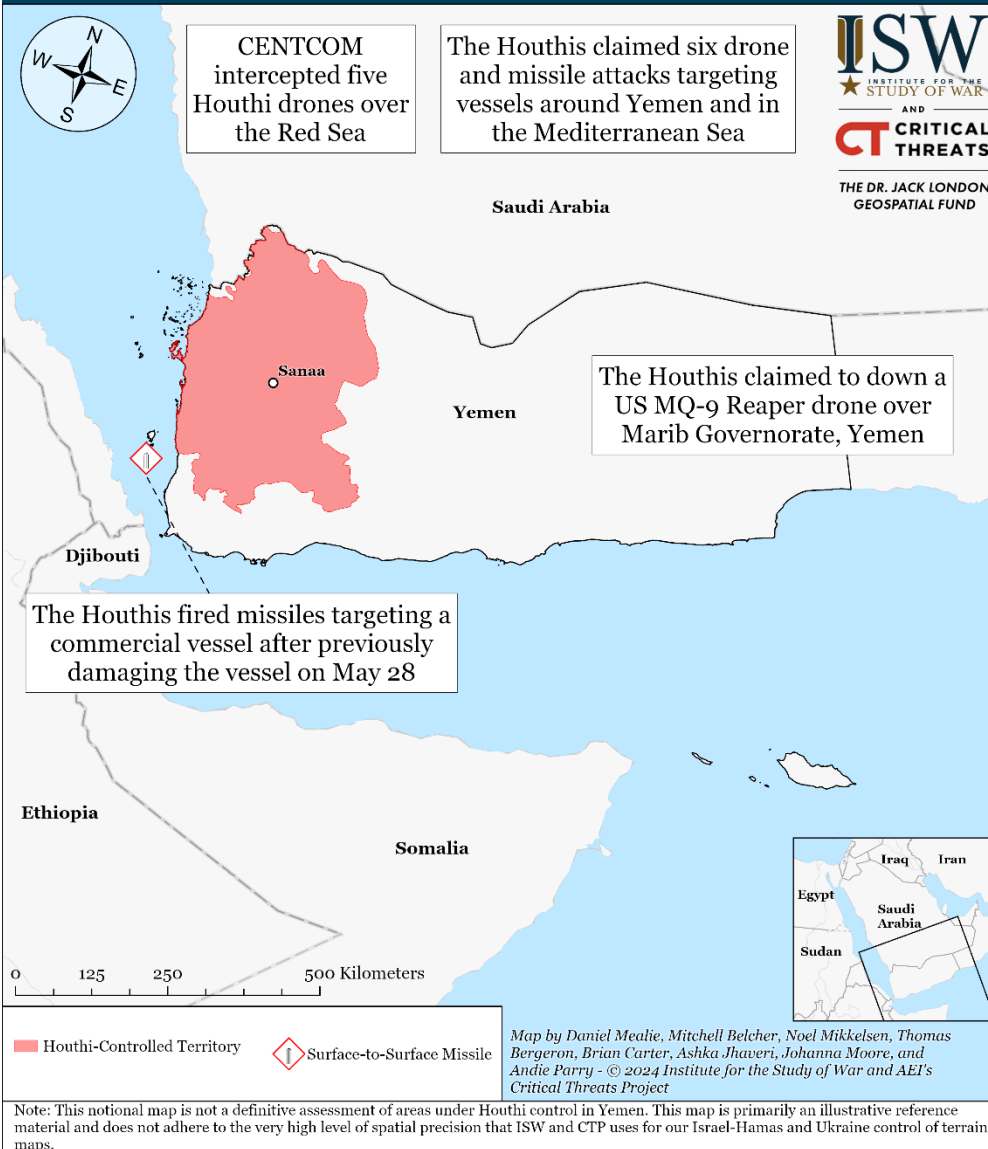 N
W
E
S
CENTCOM
intercepted five
Houthi drones over
the Red Sea
The Houthis claimed six drone
and missile attacks targeting
vessels around Yemen and in
the Mediterranean Sea
ISW
INSTITUTE FOR THE
STUDY OF WAR
AND
CT CRITICAL
THREATS
THE DR. JACK LONDON
GEOSPATIAL FUND
Saudi Arabia
Sanaa
Yemen
The Houthis claimed to down a
US MQ-9 Reaper drone over
Marib Governorate, Yemen
Djibouti
The Houthis fired missiles targeting a
commercial vessel after previously
damaging the vessel on May 28
Ethiopia
Somalia
Iraq
Iran
Egypt
Saudi
Arabia
Sudan
0 125 250 500 Kilometers
Houthi-Controlled Territory
Surface-to-Surface Missile
Map by Daniel Mealie, Mitchell Belcher, Noel Mikkelsen, Thomas
Bergeron, Brian Carter, Ashka Jhaveri, Johanna Moore, and
Andie Parry - © 2024 Institute for the Study of War and AEI's
Critical Threats Project
Note: This notional map is not a definitive assessment of areas under Houthi control in Yemen. This map is primarily an illustrative reference
material and does not adhere to the very high level of spatial precision that ISW and CTP uses for our Israel-Hamas and Ukraine control of terrain
maps.